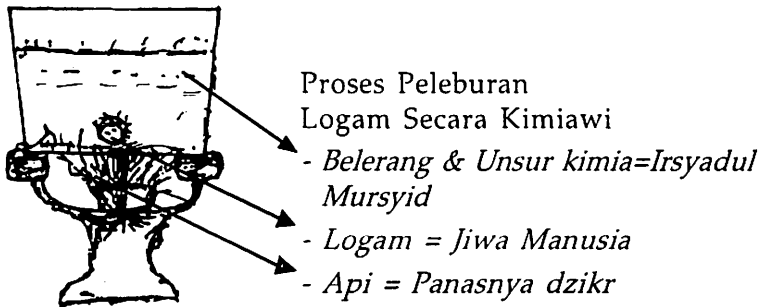 Proses Peleburan
Logam Secara Kimiawi
- Belerang & Unsur kimia=Irsyadul
Mursyid
- Logam = Jiwa Manusia
- Api = Panasnya dzikr